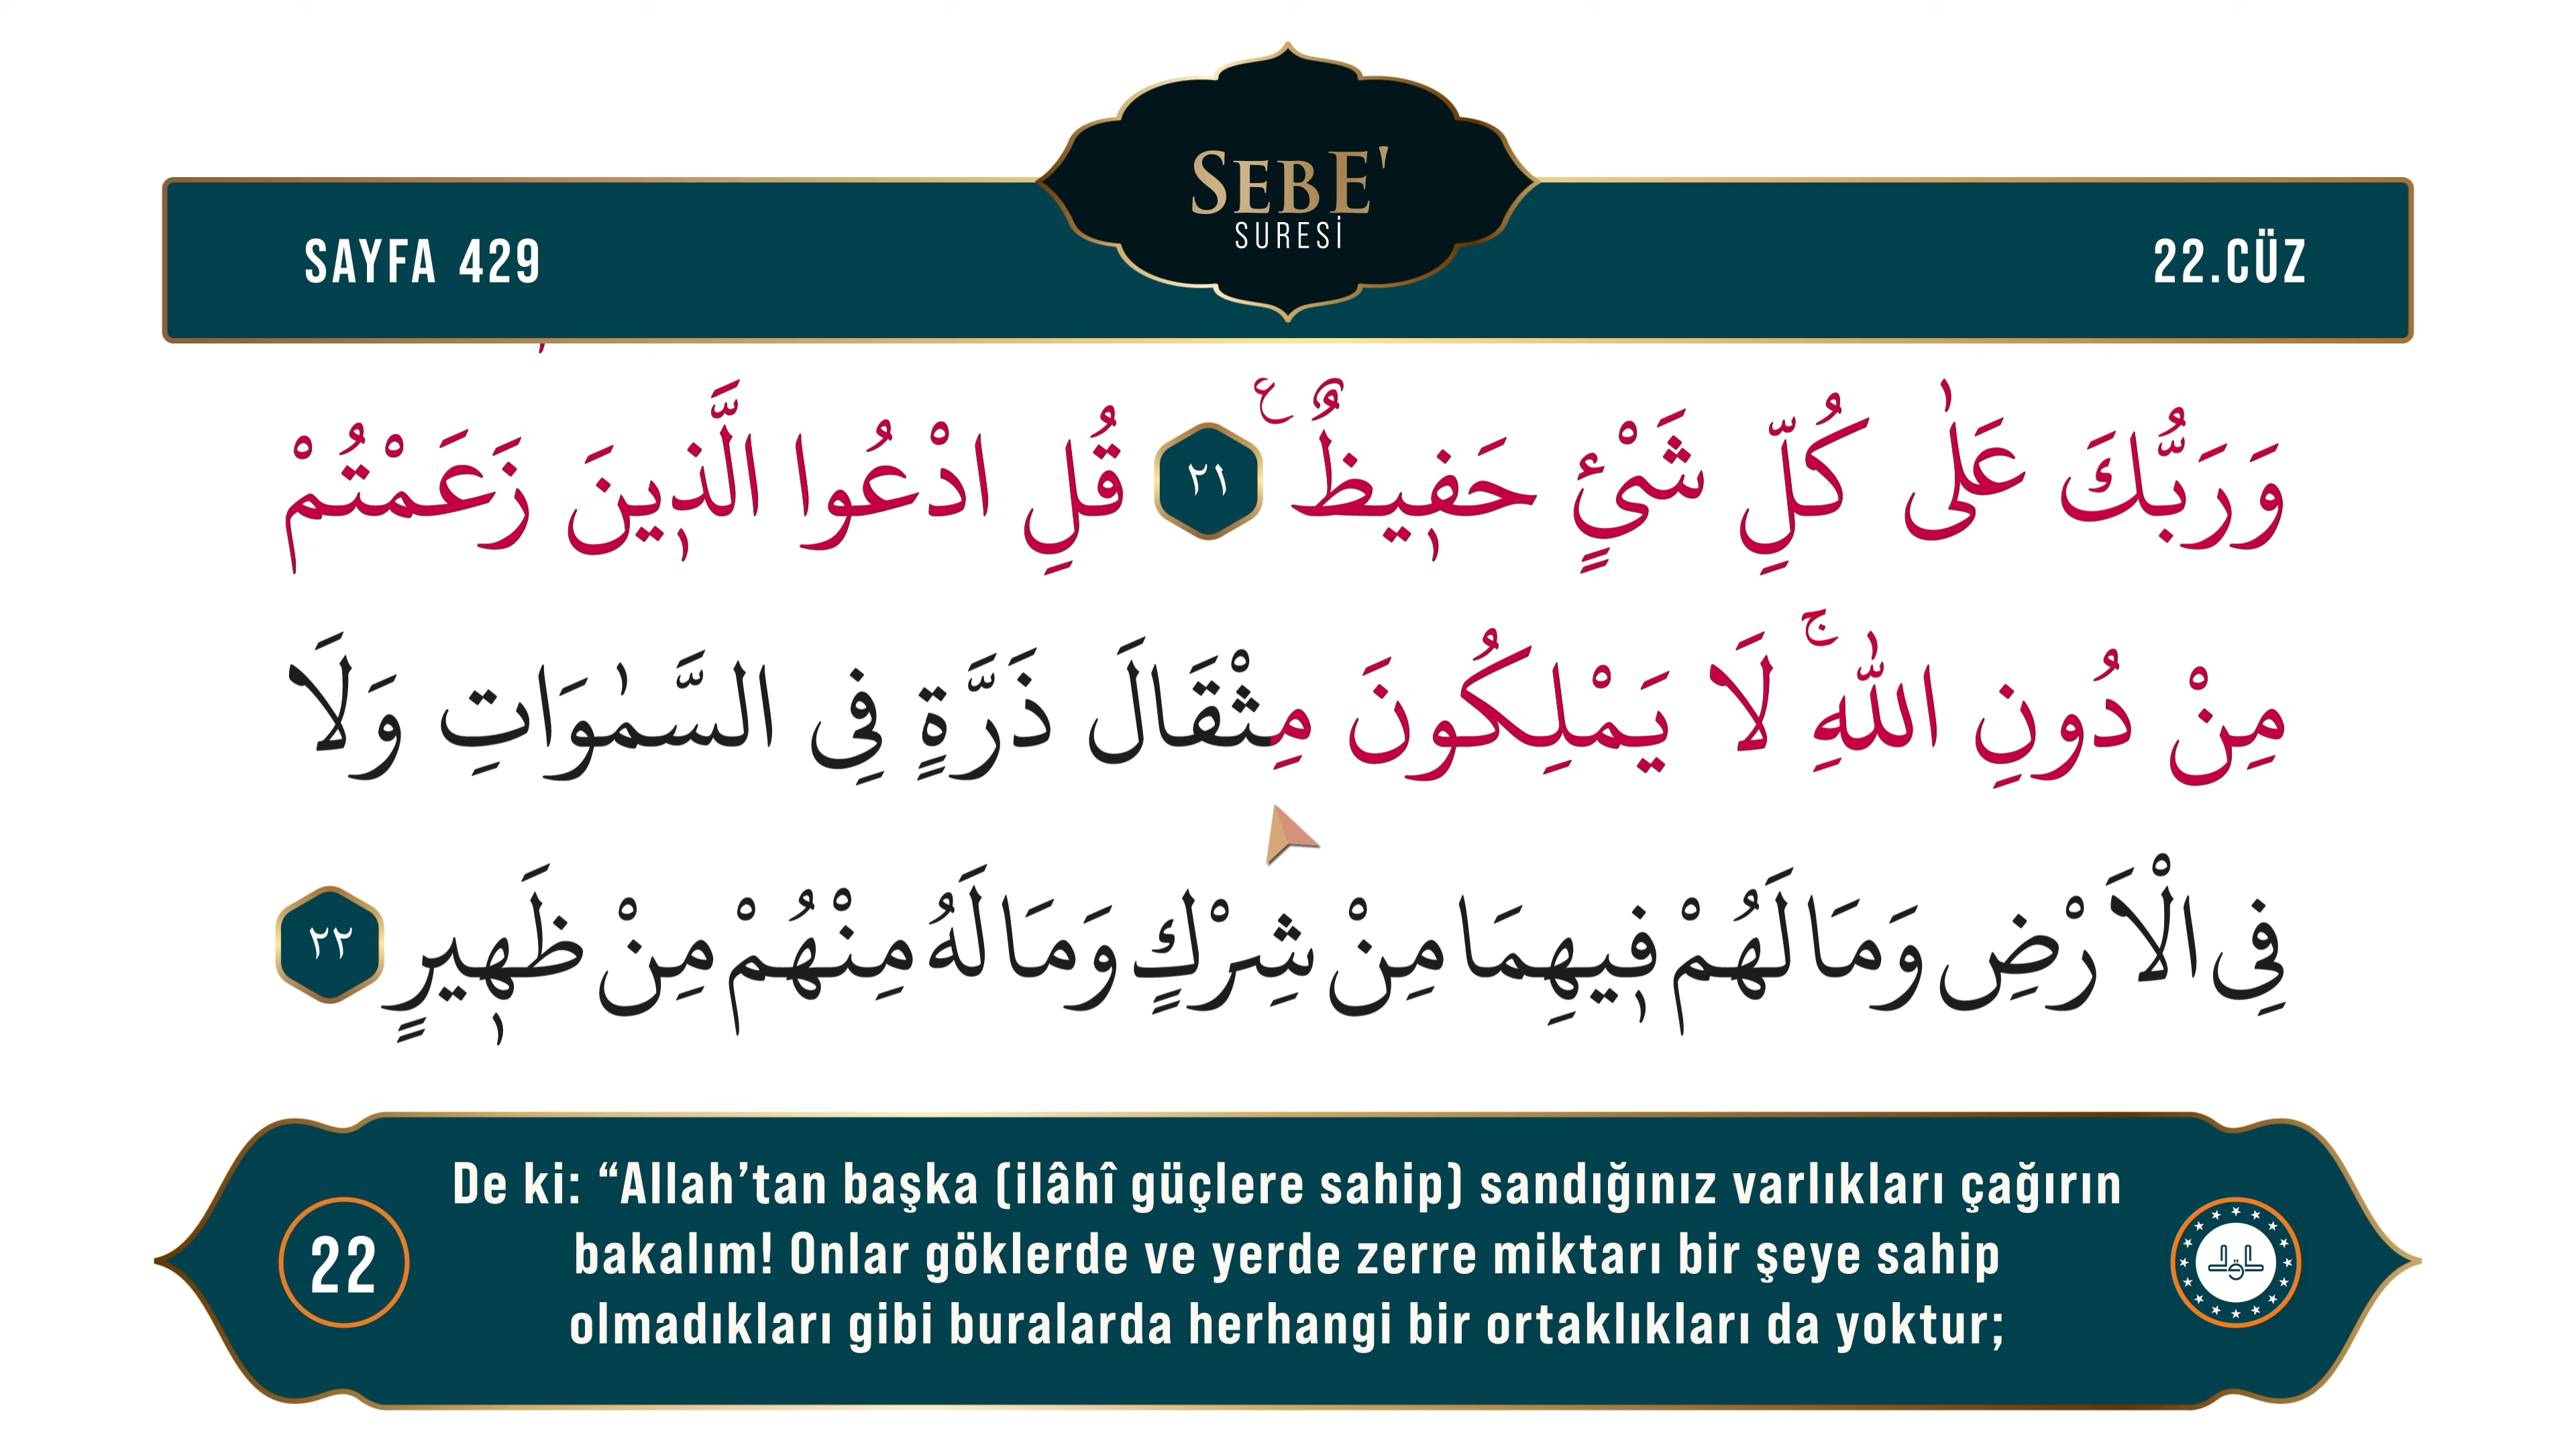 SEBE'
SURESİ
SAYFA 429
22.CÜZ
وَرَبُّكَ عَلٰى كُلِّ شَيْئٍ حَف۪يظٌ۟ ع ٢١ قُلِ ادْعُوا الَّذ۪ينَ زَعَمْتُمْ
مِنْ دُونِ اللّٰهِۚ لَا يَمْلِكُونَ مِثْقَالَ ذَرَّةٍ فِى السَّمٰوَاتِ وَلَا
فِى الْاَرْضِ وَمَا لَهُمْ ف۪يهِمَا مِنْ شِرْكٍ وَمَا لَهُ مِنْهُمْ مِنْ ظَه۪يرٍ ٢٢
22
De ki: “Allah’tan başka (ilâhî güçlere sahip) sandığınız varlıkları çağırın
bakalım! Onlar göklerde ve yerde zerre miktarı bir şeye sahip
olmadıkları gibi buralarda herhangi bir ortaklıkları da yoktur;